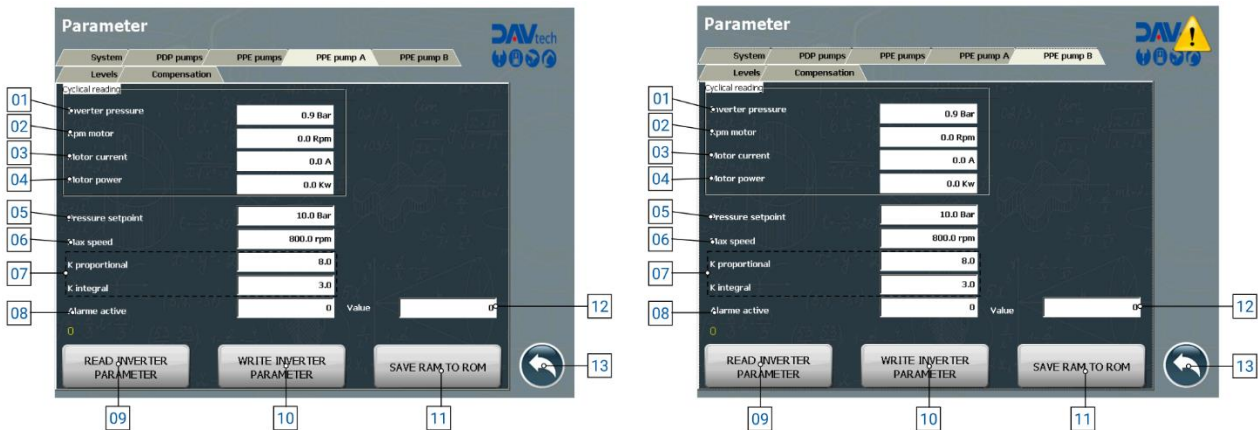 Parameter
DAVtech
System PDP pumps PPE pumps PPE pump A PPE pump B
Levels Compensation
Cyclical reading
01 Inverter pressure 0.9 Bar
02 Rpm motor 0.0 Rpm
03 Motor current 0.0 A
04 Motor power 0.0 Kw
05 Pressure setpoint 10.0 Bar
06 Max speed 800.0 rpm
07 K proportional 8.0
K integral 3.0
08 Alarme active 0 Value 0 12
0
READ INVERTER PARAMETER WRITE INVERTER PARAMETER SAVE RAM TO ROM 13
09 10 11
Parameter
DAV
System PDP pumps PPE pumps PPE pump A PPE pump B
Levels Compensation
Cyclical reading
01 Inverter pressure 0.9 Bar
02 Rpm motor 0.0 Rpm
03 Motor current 0.0 A
04 Motor power 0.0 Kw
05 Pressure setpoint 10.0 Bar
06 Max speed 800.0 rpm
07 K proportional 8.0
K integral 3.0
08 Alarme active 0 Value 0 12
0
READ INVERTER PARAMETER WRITE INVERTER PARAMETER SAVE RAM TO ROM 13
09 10 11